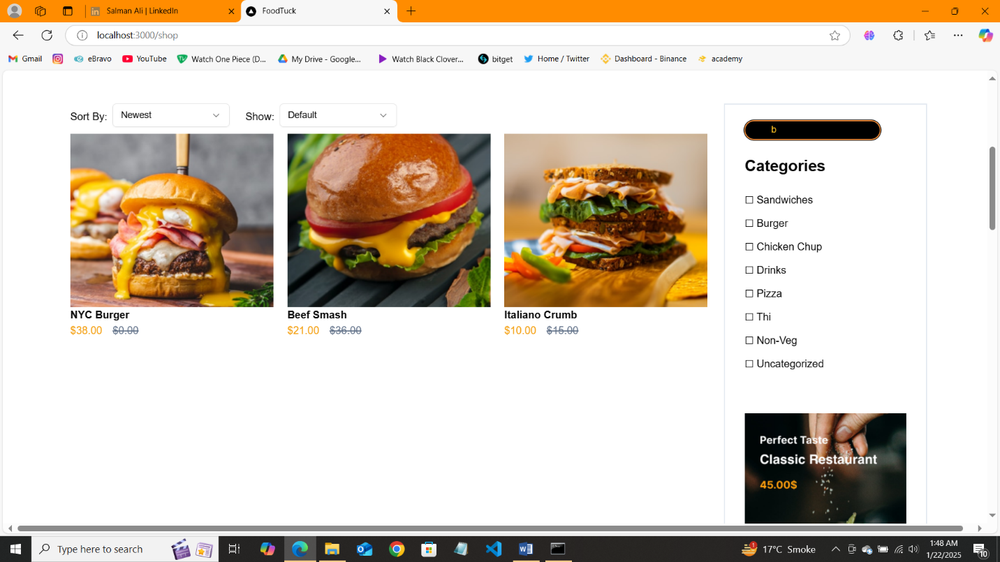 Salman Ali | LinkedIn
FoodTuck
localhost:3000/shop
Gmail
eBravo
YouTube
Watch One Piece (D...
My Drive - Google...
Watch Black Clover...
bitget
Home / Twitter
Dashboard - Binance
academy
Sort By:
Newest
Show:
Default
b
Categories
Sandwiches
Burger
Chicken Chup
Drinks
Pizza
Thi
Non-Veg
Uncategorized
NYC Burger
$38.00 $0.00
Beef Smash
$21.00 $36.00
Italiano Crumb
$10.00 $15.00
Perfect Taste
Classic Restaurant
45.00$
Type here to search
1
17°C Smoke
1:48 AM
1/22/2025
10